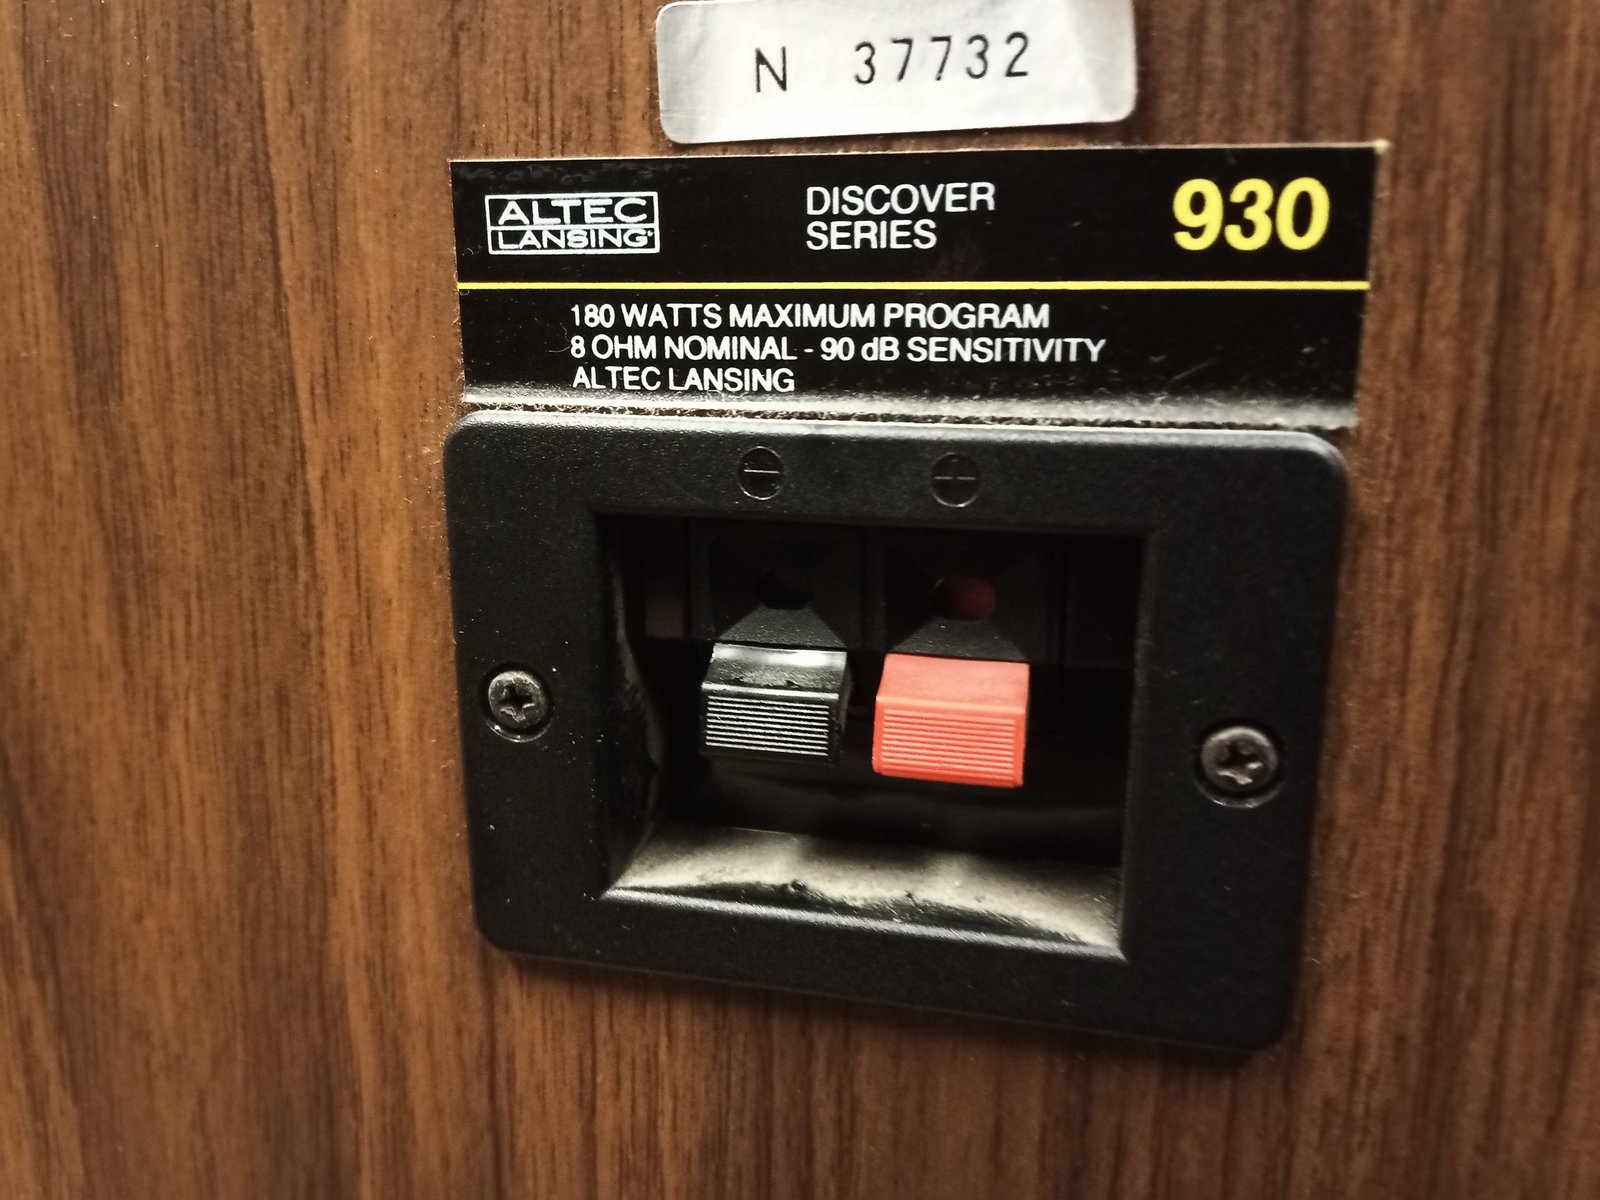 N 37732
ALTEC
LANSING
DISCOVER
SERIES
930
180 WATTS MAXIMUM PROGRAM
8 OHM NOMINAL - 90 dB SENSITIVITY
ALTEC LANSING
- +